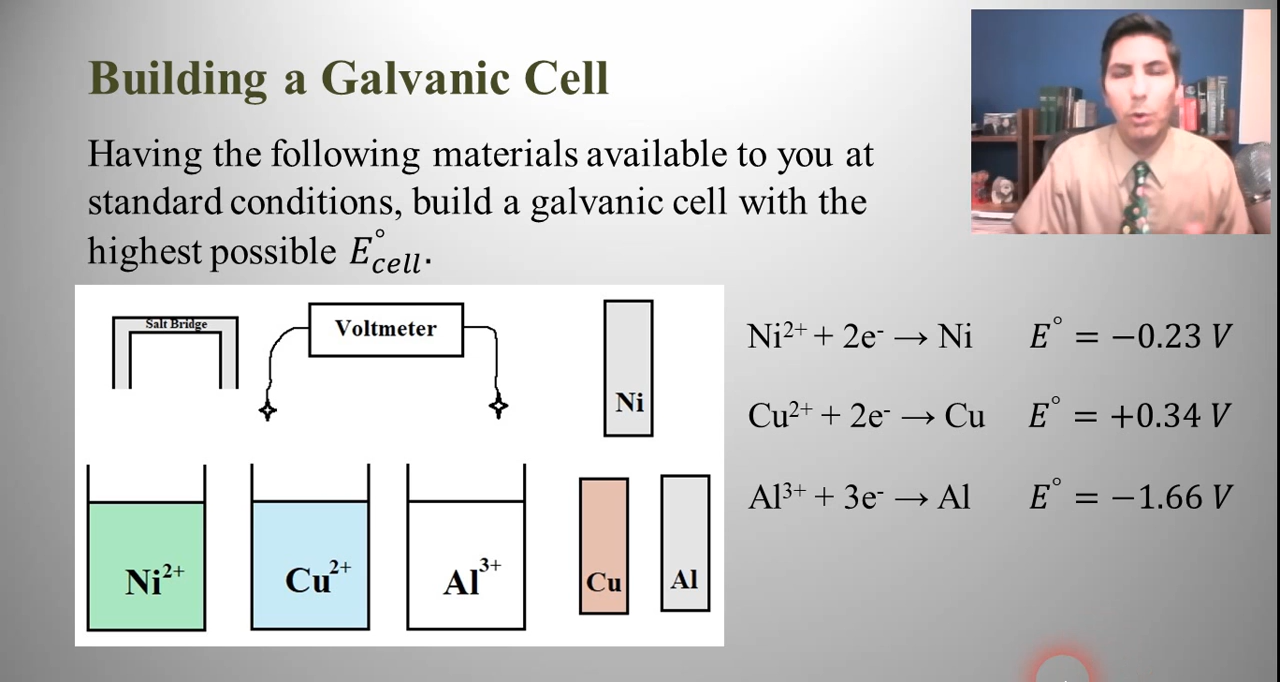 Building a Galvanic Cell
Having the following materials available to you at
standard conditions, build a galvanic cell with the
highest possible E°cell.
Salt Bridge
Voltmeter
Ni
Ni²⁺
Cu²⁺
Al³⁺
Cu
Al
Ni²⁺ + 2e⁻ → Ni E° = −0.23 V
Cu²⁺ + 2e⁻ → Cu E° = +0.34 V
Al³⁺ + 3e⁻ → Al E° = −1.66 V